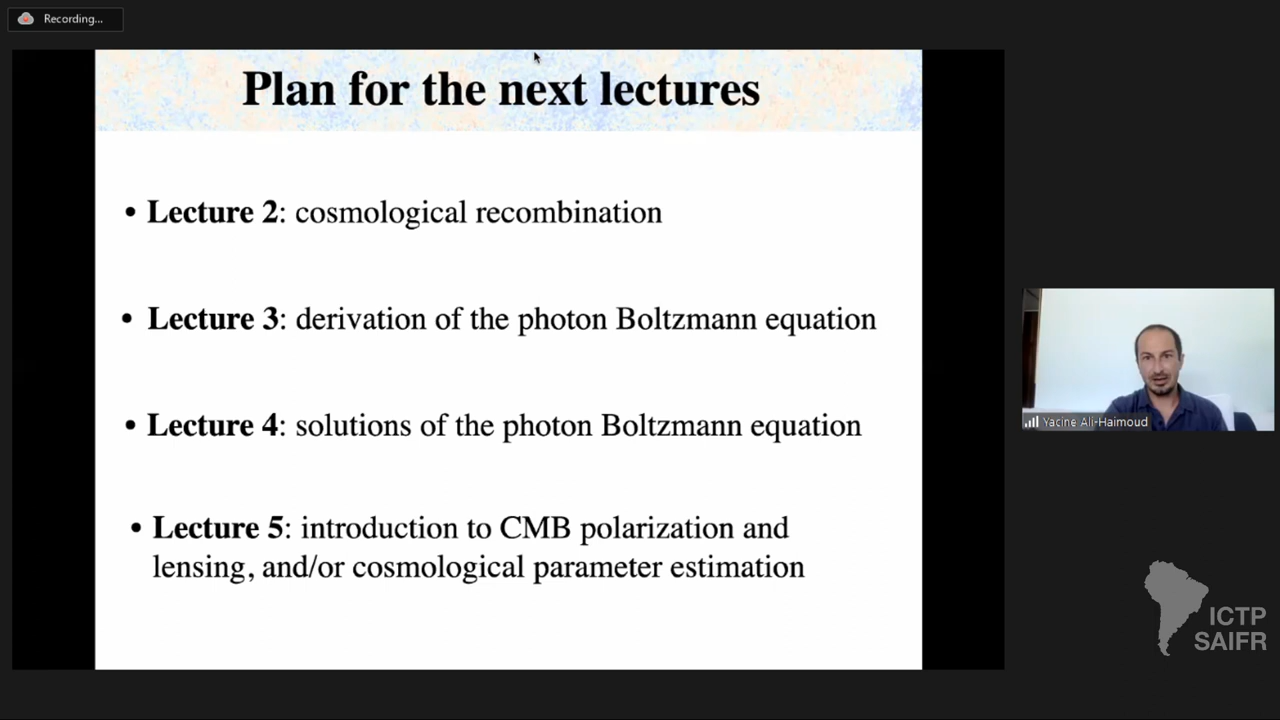 Recording...
Plan for the next lectures
• Lecture 2: cosmological recombination
• Lecture 3: derivation of the photon Boltzmann equation
• Lecture 4: solutions of the photon Boltzmann equation
• Lecture 5: introduction to CMB polarization and
lensing, and/or cosmological parameter estimation
Yacine Ali-Haimoud
ICTP
SAIFR